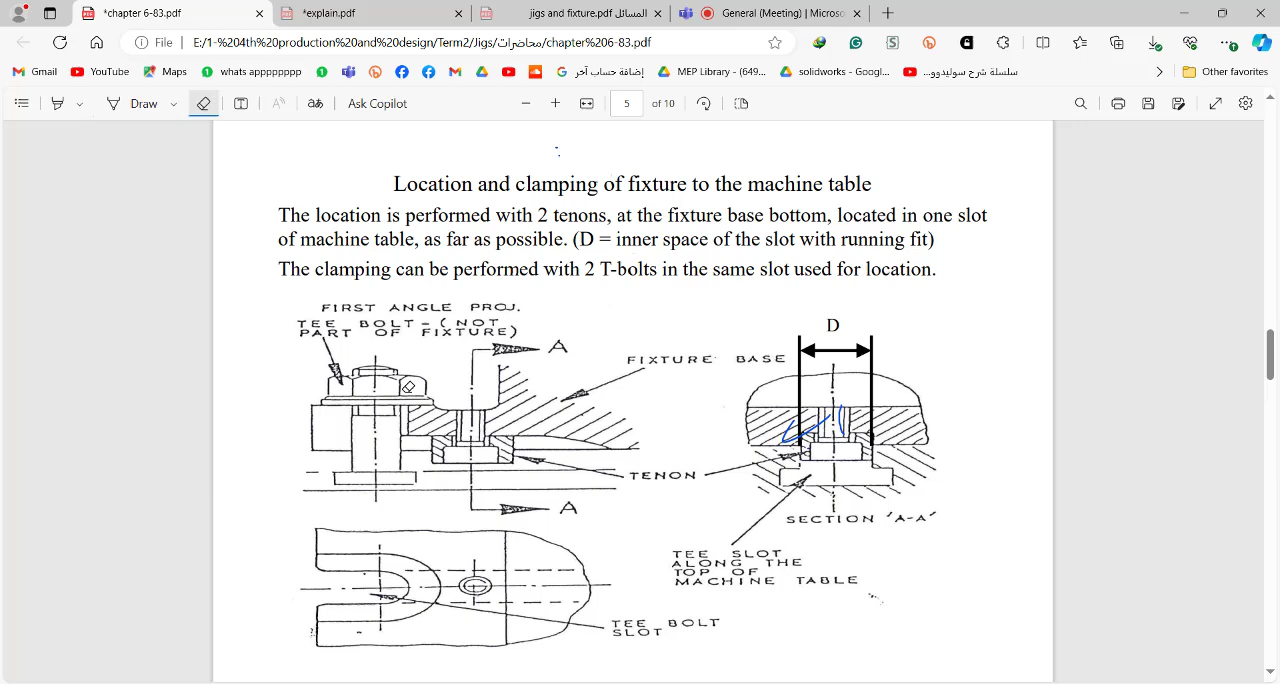 *chapter 6-83.pdf
*explain.pdf
المسائل jigs and fixture.pdf
General (Meeting) | Microso
File
E:/1-%204th%20production%20and%20design/Term2/Jigs/محاضرات/chapter%206-83.pdf
Gmail
YouTube
Maps
whats apppppppp
إضافة حساب آخر
MEP Library - (649...
solidworks - Googl...
سلسلة شرح سوليدوو...
Other favorites
Draw
Ask Copilot
5
of 10
Location and clamping of fixture to the machine table
The location is performed with 2 tenons, at the fixture base bottom, located in one slot
of machine table, as far as possible. (D = inner space of the slot with running fit)
The clamping can be performed with 2 T-bolts in the same slot used for location.
FIRST ANGLE PROJ.
TEE BOLT-(NOT
PART OF FIXTURE)
A
FIXTURE BASE
D
TENON
A
SECTION 'A-A'
TEE SLOT
ALONG THE
TOP OF
MACHINE TABLE
TEE BOLT
SLOT